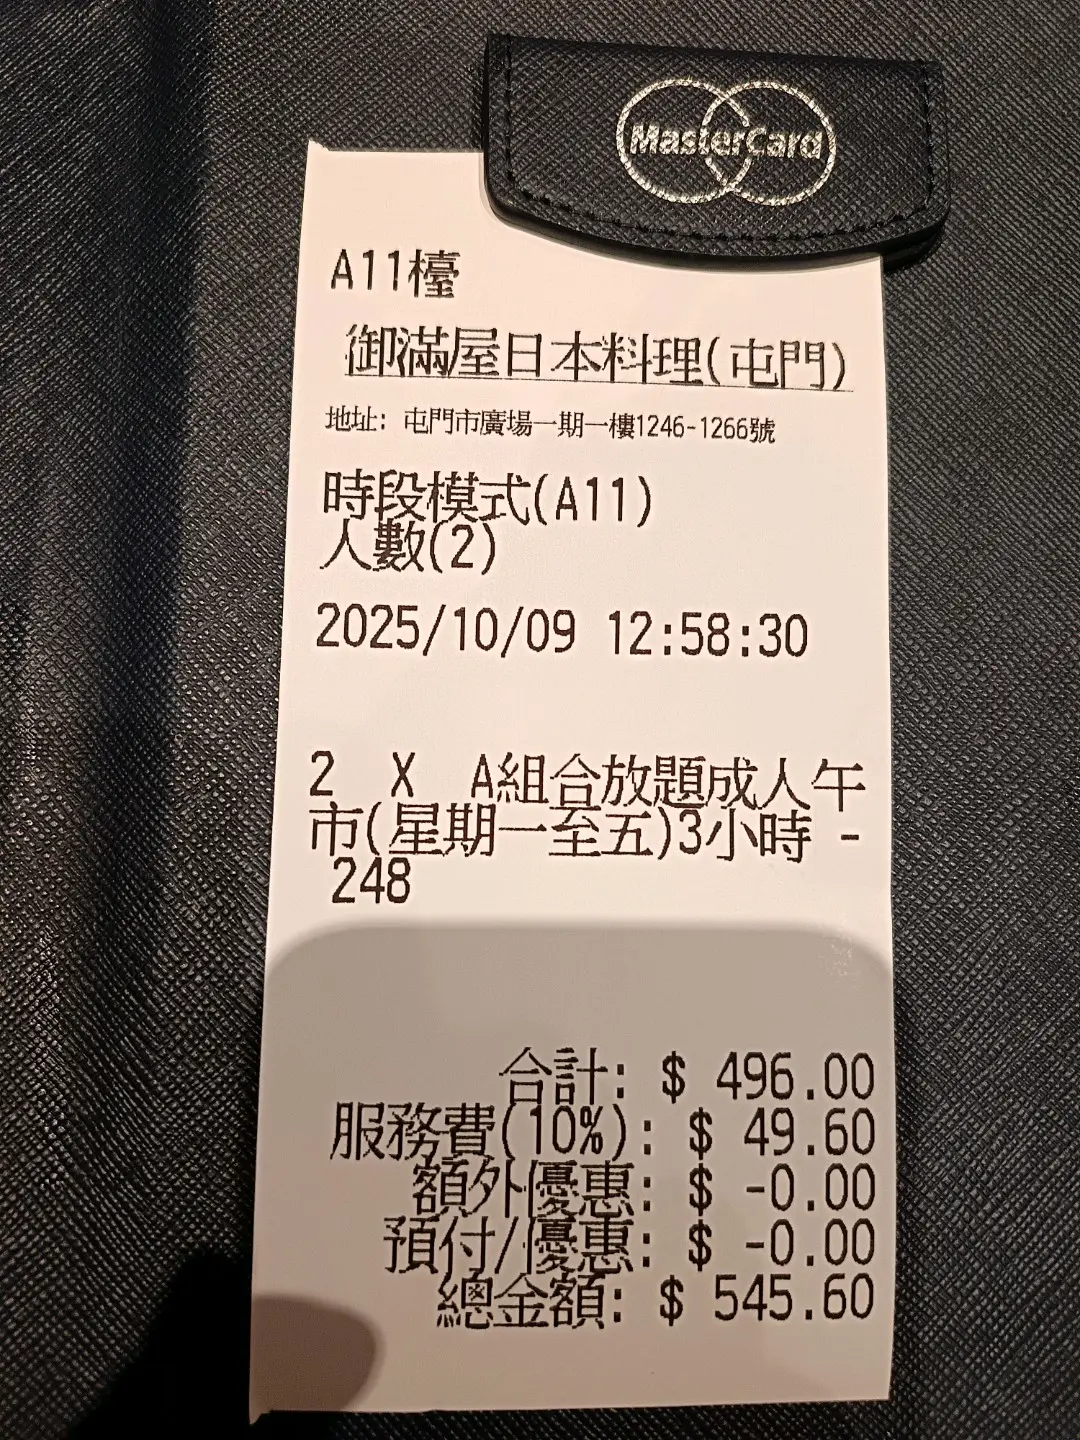 MasterCard
A11檯
御滿屋日本料理(屯門)
地址: 屯門市廣場一期一樓1246-1266號
時段模式(A11)
人數(2)
2025/10/09 12:58:30
2 X A組合放題成人午
市(星期一至五)3小時 -
248
合計: $ 496.00
服務費(10%): $ 49.60
額外優惠: $ -0.00
預付/優惠: $ -0.00
總金額: $ 545.60